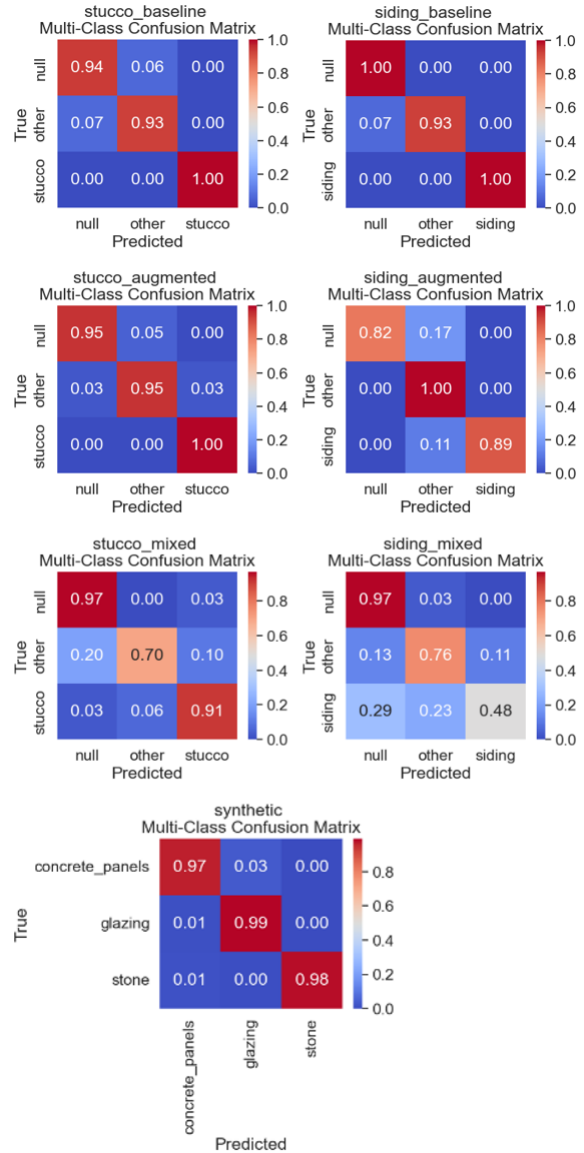 stucco_baseline
Multi-Class Confusion Matrix
null 0.94 0.06 0.00
other 0.07 0.93 0.00
stucco 0.00 0.00 1.00
True
1.0
0.8
0.6
0.4
0.2
0.0
null other stucco
Predicted
siding_baseline
Multi-Class Confusion Matrix
null 1.00 0.00 0.00
other 0.07 0.93 0.00
siding 0.00 0.00 1.00
True
1.0
0.8
0.6
0.4
0.2
0.0
null other siding
Predicted
stucco_augmented
Multi-Class Confusion Matrix
null 0.95 0.05 0.00
other 0.03 0.95 0.03
stucco 0.00 0.00 1.00
True
1.0
0.8
0.6
0.4
0.2
0.0
null other stucco
Predicted
siding_augmented
Multi-Class Confusion Matrix
null 0.82 0.17 0.00
other 0.00 1.00 0.00
siding 0.00 0.11 0.89
True
1.0
0.8
0.6
0.4
0.2
0.0
null other siding
Predicted
stucco_mixed
Multi-Class Confusion Matrix
null 0.97 0.00 0.03
other 0.20 0.70 0.10
stucco 0.03 0.06 0.91
True
0.8
0.6
0.4
0.2
0.0
null other stucco
Predicted
siding_mixed
Multi-Class Confusion Matrix
null 0.97 0.03 0.00
other 0.13 0.76 0.11
siding 0.29 0.23 0.48
True
0.8
0.6
0.4
0.2
0.0
null other siding
Predicted
synthetic
Multi-Class Confusion Matrix
concrete_panels 0.97 0.03 0.00
glazing 0.01 0.99 0.00
stone 0.01 0.00 0.98
True
0.8
0.6
0.4
0.2
0.0
concrete_panels glazing stone
Predicted